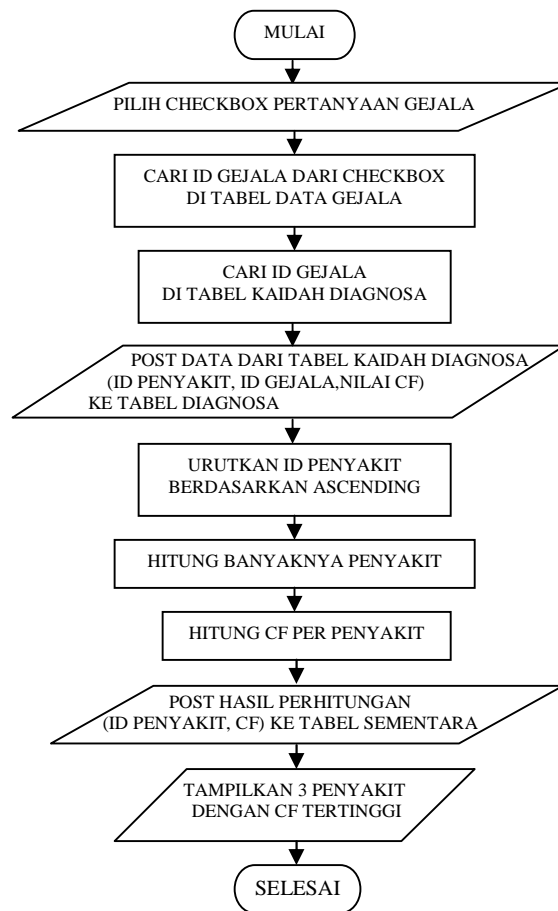 MULAI
PILIH CHECKBOX PERTANYAAN GEJALA
CARI ID GEJALA DARI CHECKBOX
DI TABEL DATA GEJALA
CARI ID GEJALA
DI TABEL KAIDAH DIAGNOSA
POST DATA DARI TABEL KAIDAH DIAGNOSA
(ID PENYAKIT, ID GEJALA,NILAI CF)
KE TABEL DIAGNOSA
URUTKAN ID PENYAKIT
BERDASARKAN ASCENDING
HITUNG BANYAKNYA PENYAKIT
HITUNG CF PER PENYAKIT
POST HASIL PERHITUNGAN
(ID PENYAKIT, CF) KE TABEL SEMENTARA
TAMPILKAN 3 PENYAKIT
DENGAN CF TERTINGGI
SELESAI